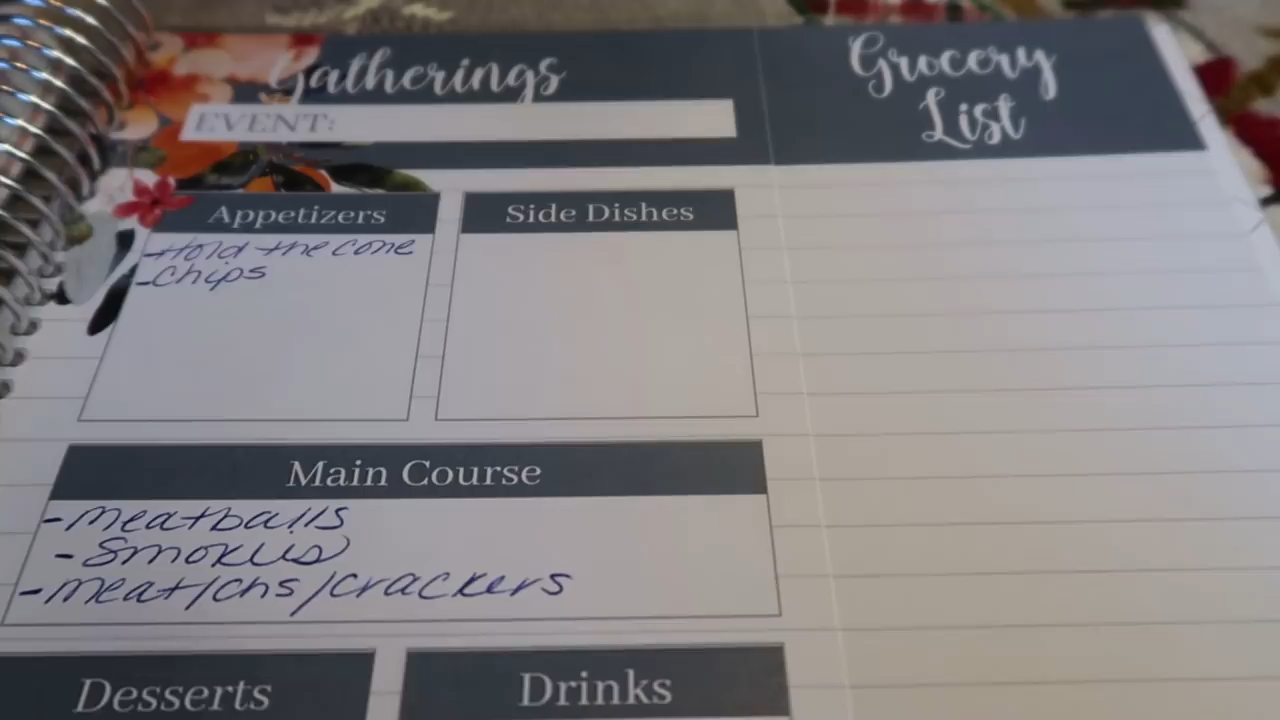 Gatherings
EVENT:
Grocery
List
Appetizers
-Hold the cone
-chips
Side Dishes
Main Course
-meatballs
-Smokies
-meat/chs/crackers
Desserts
Drinks